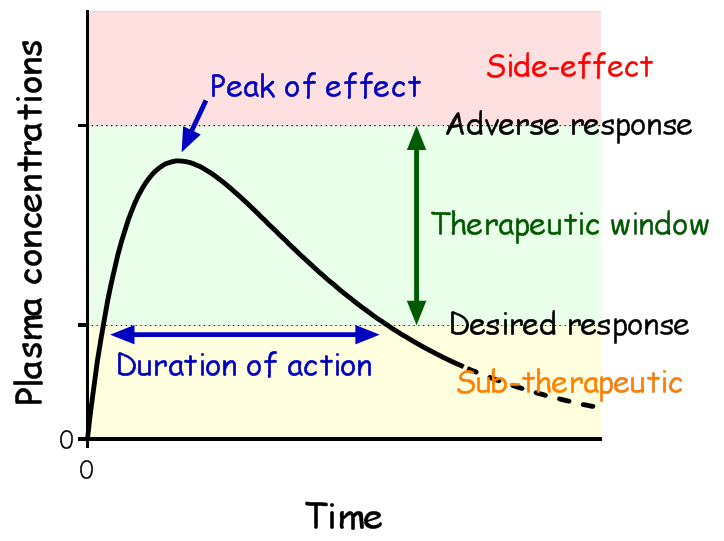 Plasma concentrations
Side-effect
Peak of effect
Adverse response
Therapeutic window
Desired response
Duration of action
Sub-therapeutic
0
0
Time